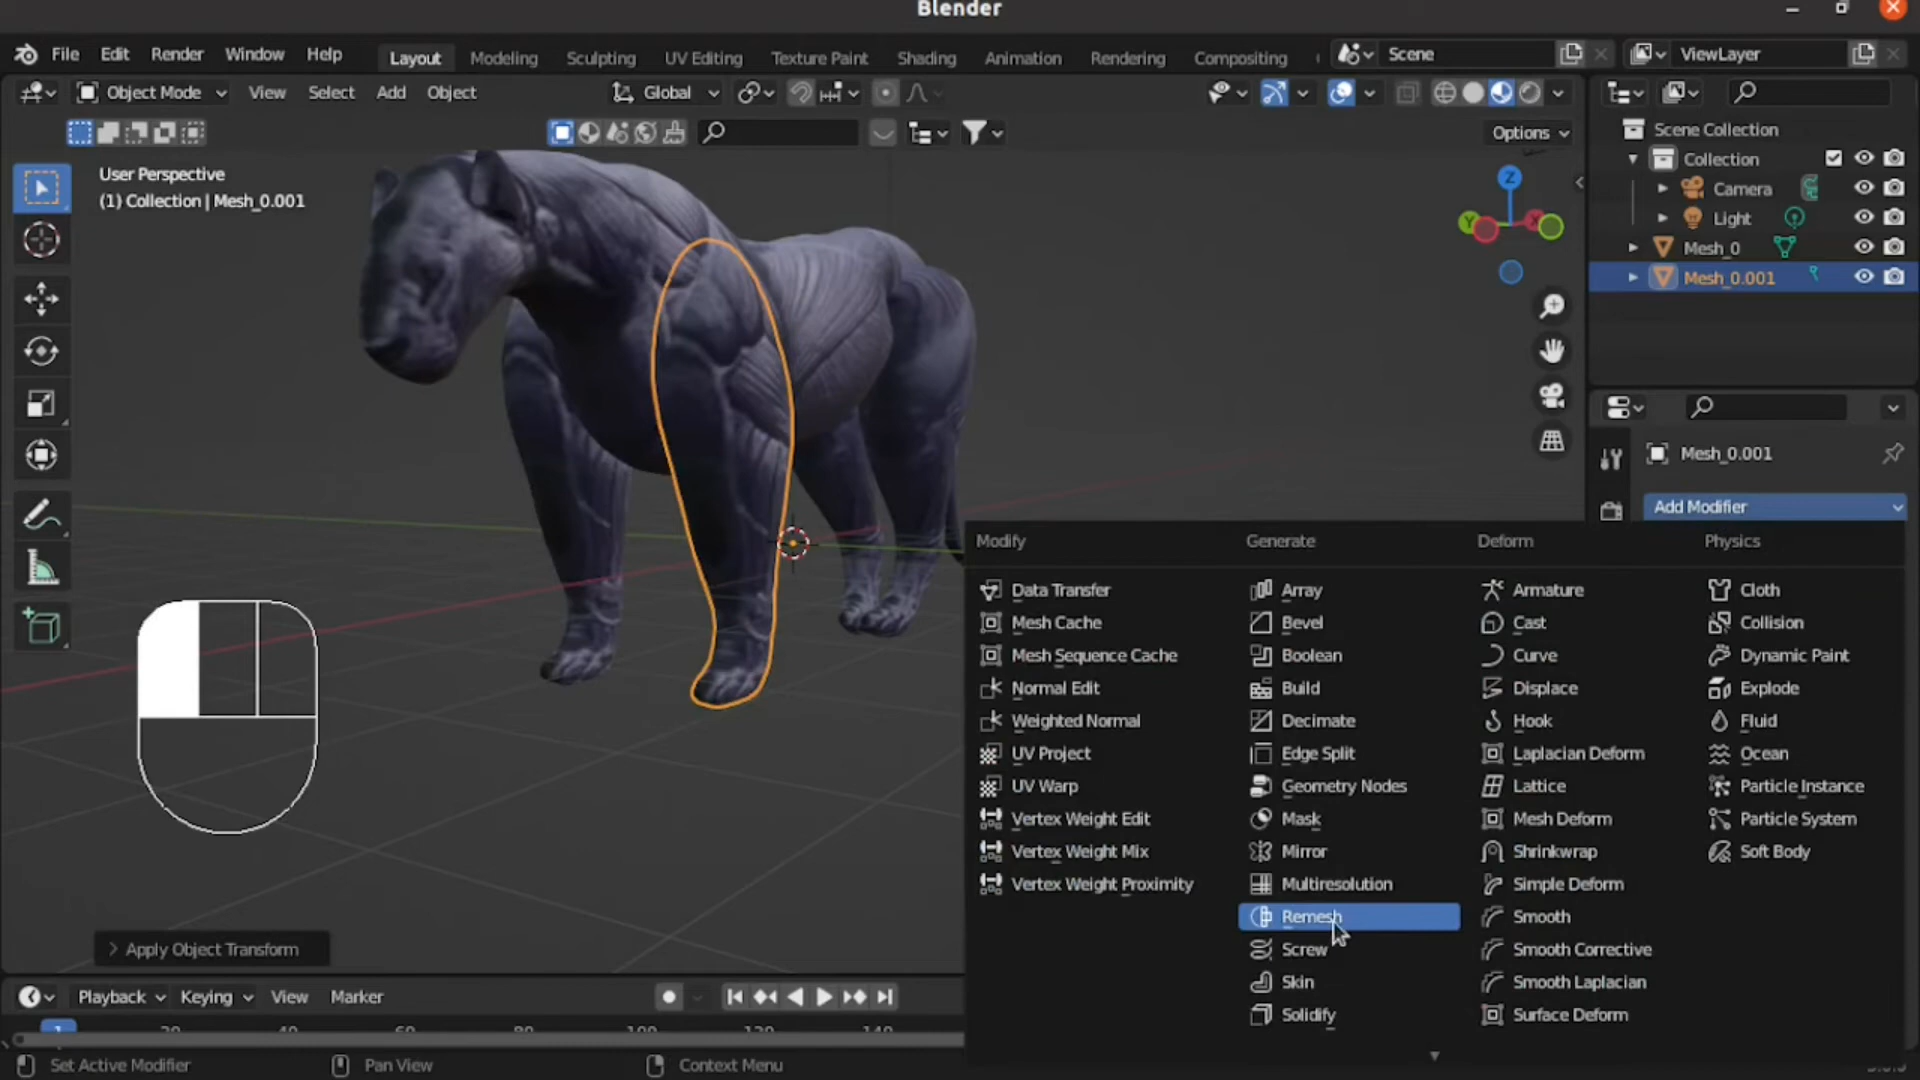 Blender
File Edit Render Window Help Layout Modeling Sculpting UV Editing Texture Paint Shading Animation Rendering Compositing Scene ViewLayer
Object Mode View Select Add Object Global
Options
User Perspective
(1) Collection | Mesh_0.001
Z
Y
X
Scene Collection
Collection
Camera
Light
Mesh_0
Mesh_0.001
Mesh_0.001
Add Modifier
Modify Generate Deform Physics
Data Transfer Array Armature Cloth
Mesh Cache Bevel Cast Collision
Mesh Sequence Cache Boolean Curve Dynamic Paint
Normal Edit Build Displace Explode
Weighted Normal Decimate Hook Fluid
UV Project Edge Split Laplacian Deform Ocean
UV Warp Geometry Nodes Lattice Particle Instance
Vertex Weight Edit Mask Mesh Deform Particle System
Vertex Weight Mix Mirror Shrinkwrap Soft Body
Vertex Weight Proximity Multiresolution Simple Deform
Remesh Smooth
Screw Smooth Corrective
Skin Smooth Laplacian
Solidify Surface Deform
Apply Object Transform
Playback Keying View Marker
1 20 40 60 80 120 140
Set Active Modifier Pan View Context Menu